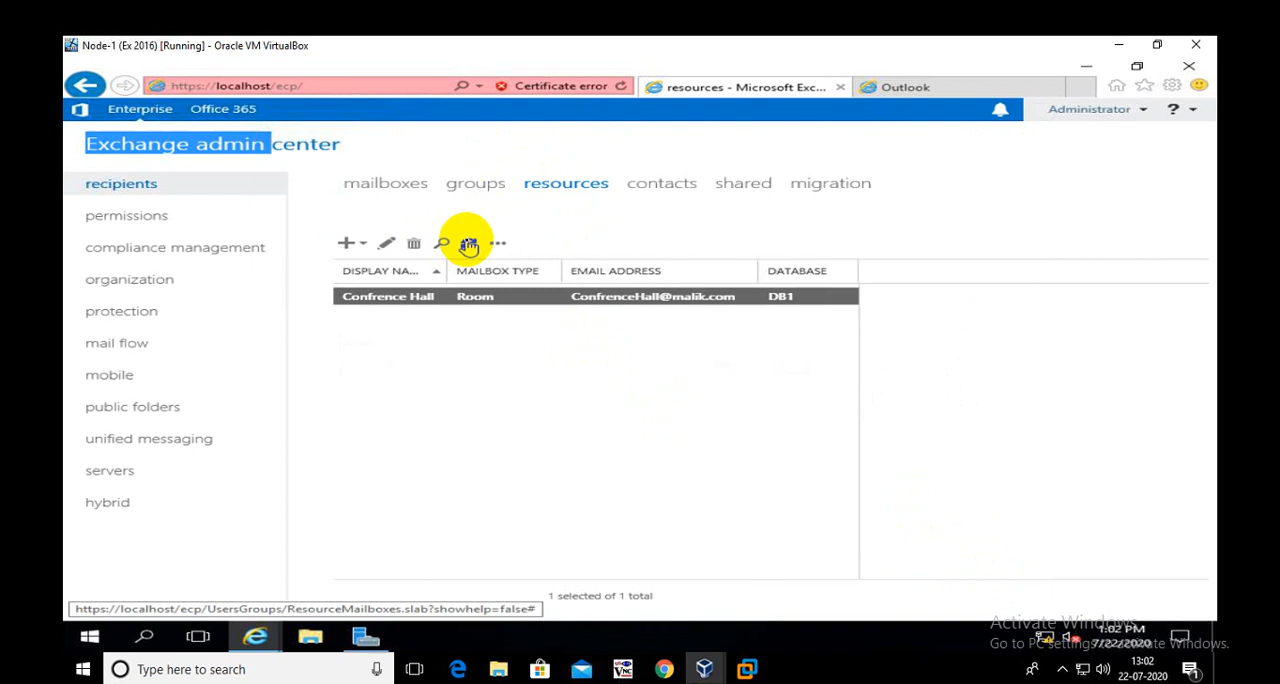 Node-1 (Ex 2016) [Running] - Oracle VM VirtualBox
https://localhost/ecp/
Certificate error
resources - Microsoft Exc...
Outlook
Enterprise
Office 365
Administrator
?
Exchange admin center
recipients
permissions
compliance management
organization
protection
mail flow
mobile
public folders
unified messaging
servers
hybrid
mailboxes groups resources contacts shared migration
DISPLAY NA... MAILBOX TYPE EMAIL ADDRESS DATABASE
Confrence Hall Room ConfrenceHall@malik.com DB1
1 selected of 1 total
https://localhost/ecp/UsersGroups/ResourceMailboxes.slab?showhelp=false#
Activate Windows
Go to PC settings to activate Windows.
1:02 PM
7/22/2020
Type here to search
13:02
22-07-2020
1